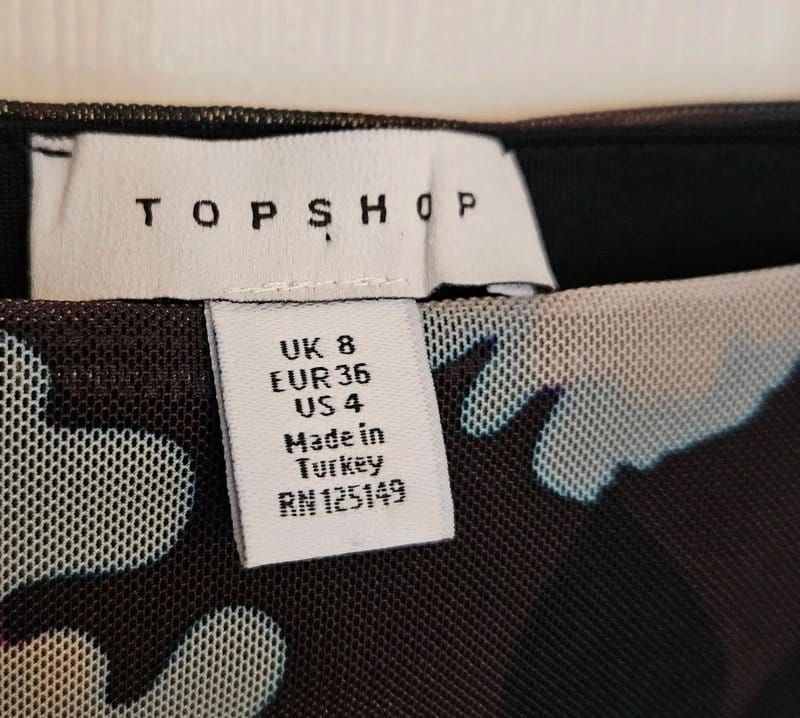 TOPSHOP
UK 8
EUR 36
US 4
Made in
Turkey
RN 125149